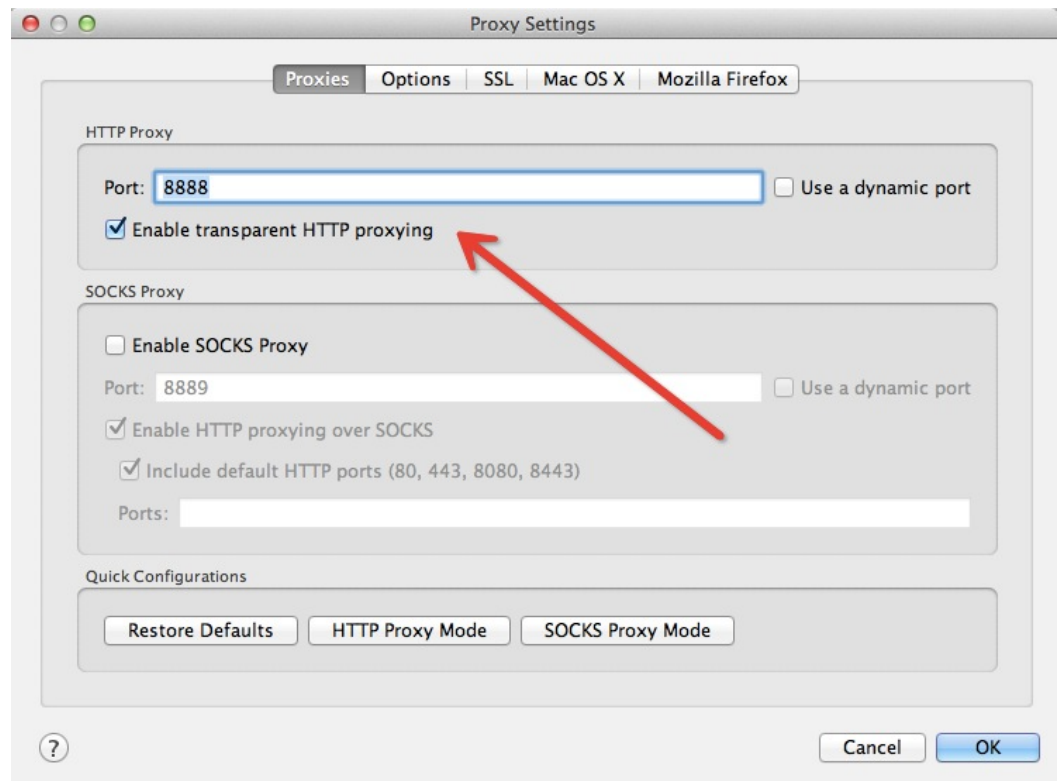 Proxy Settings
Proxies Options SSL Mac OS X Mozilla Firefox
HTTP Proxy
Port: 8888 Use a dynamic port
Enable transparent HTTP proxying
SOCKS Proxy
Enable SOCKS Proxy
Port: 8889 Use a dynamic port
Enable HTTP proxying over SOCKS
Include default HTTP ports (80, 443, 8080, 8443)
Ports:
Quick Configurations
Restore Defaults HTTP Proxy Mode SOCKS Proxy Mode
? Cancel OK